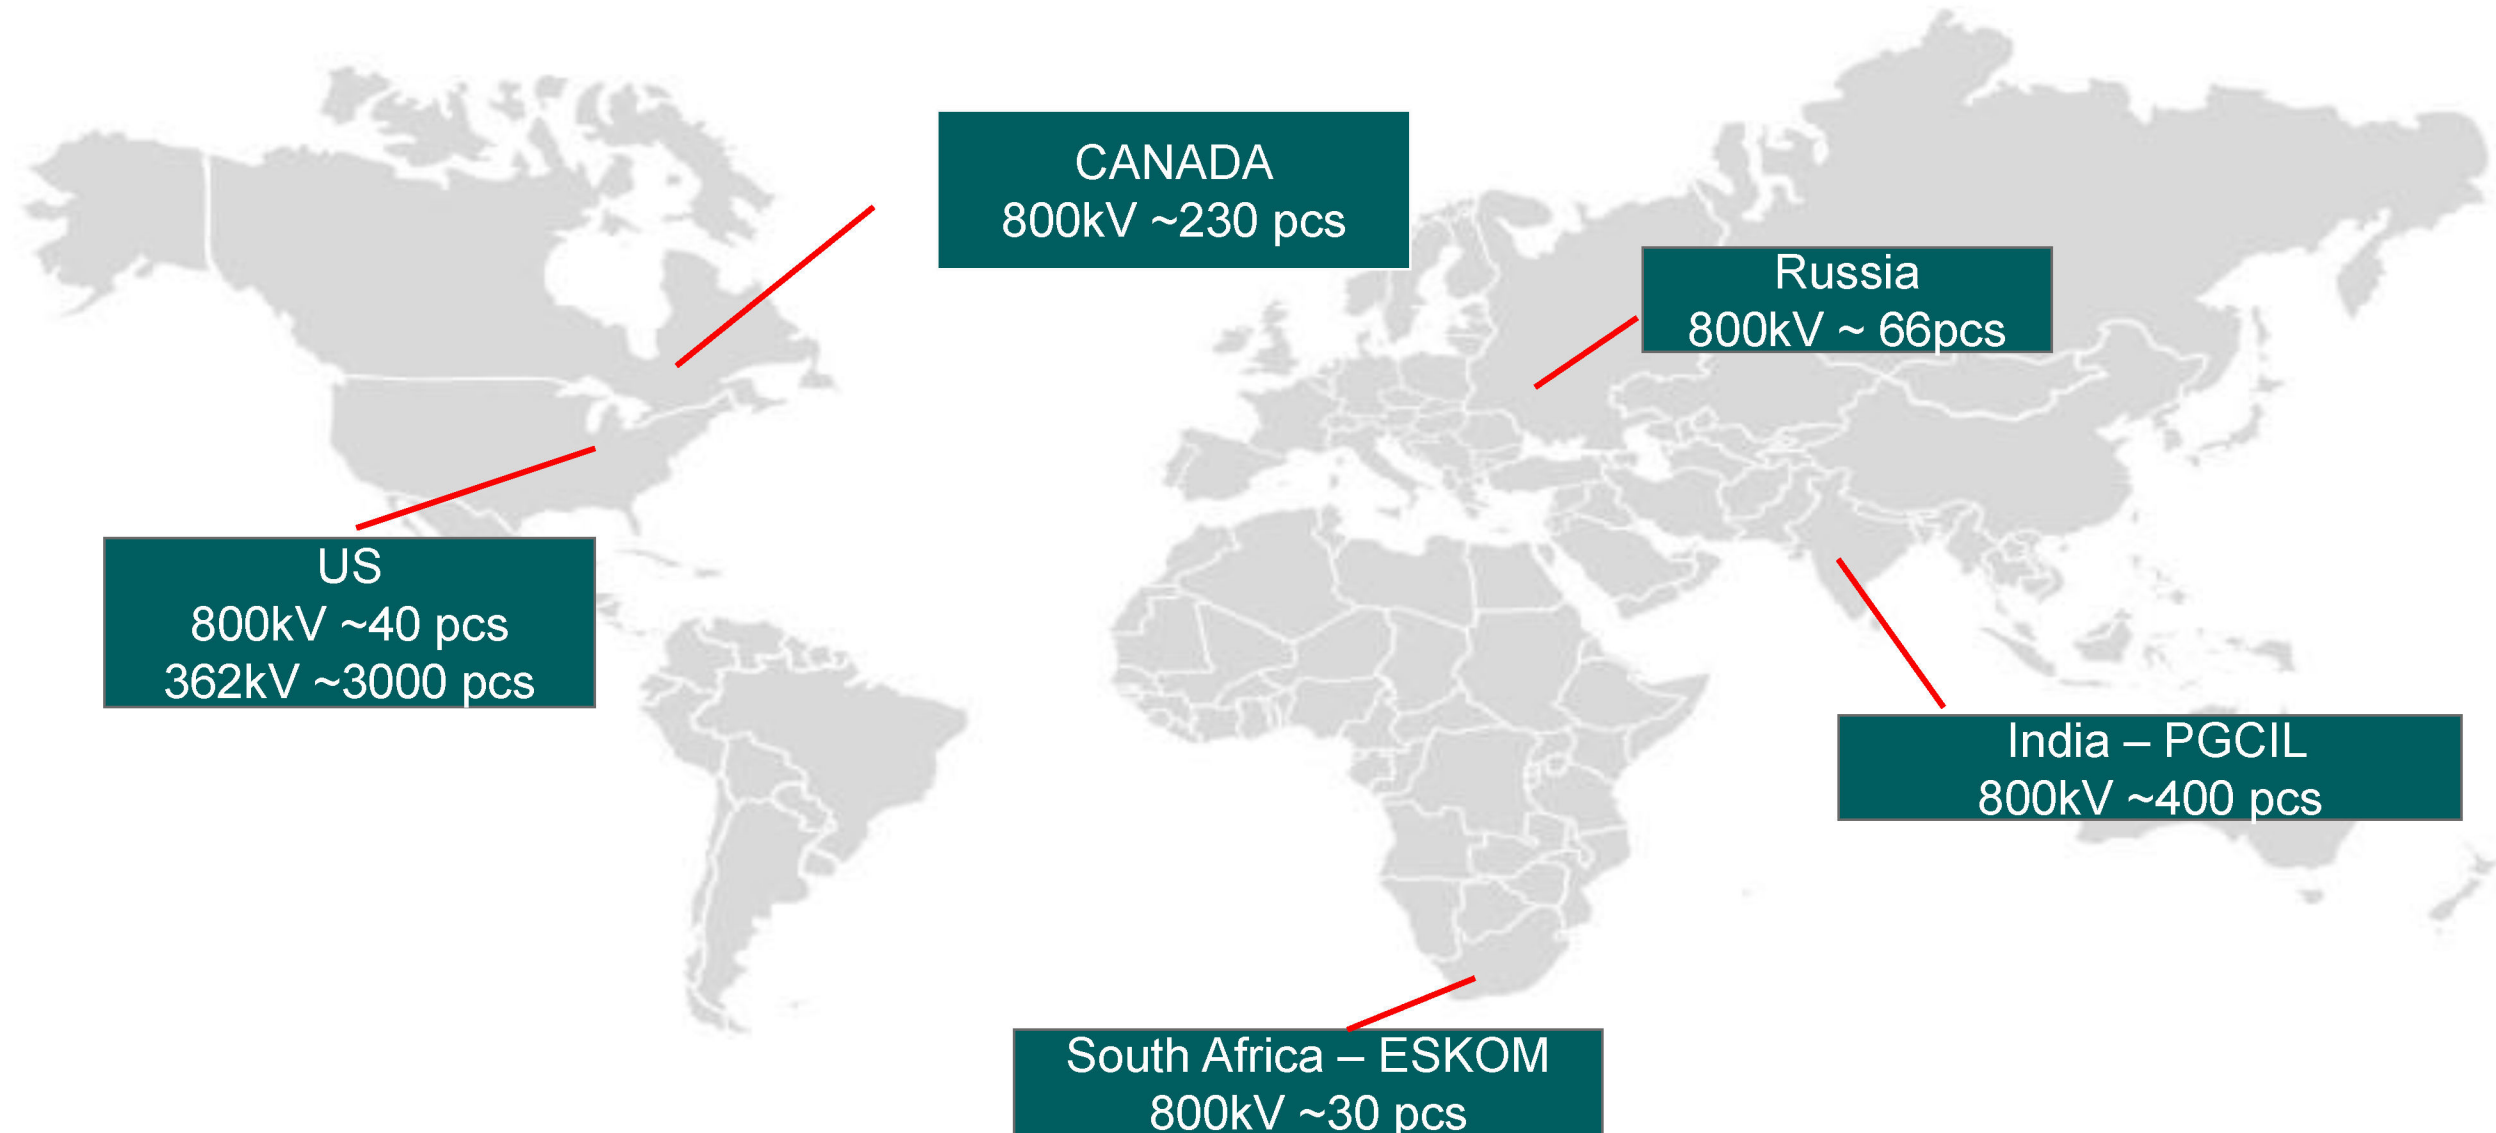 CANADA
800kV ~230 pcs
Russia
800kV ~ 66pcs
US
800kV ~40 pcs
362kV ~3000 pcs
India – PGCIL
800kV ~400 pcs
South Africa – ESKOM
800kV ~30 pcs